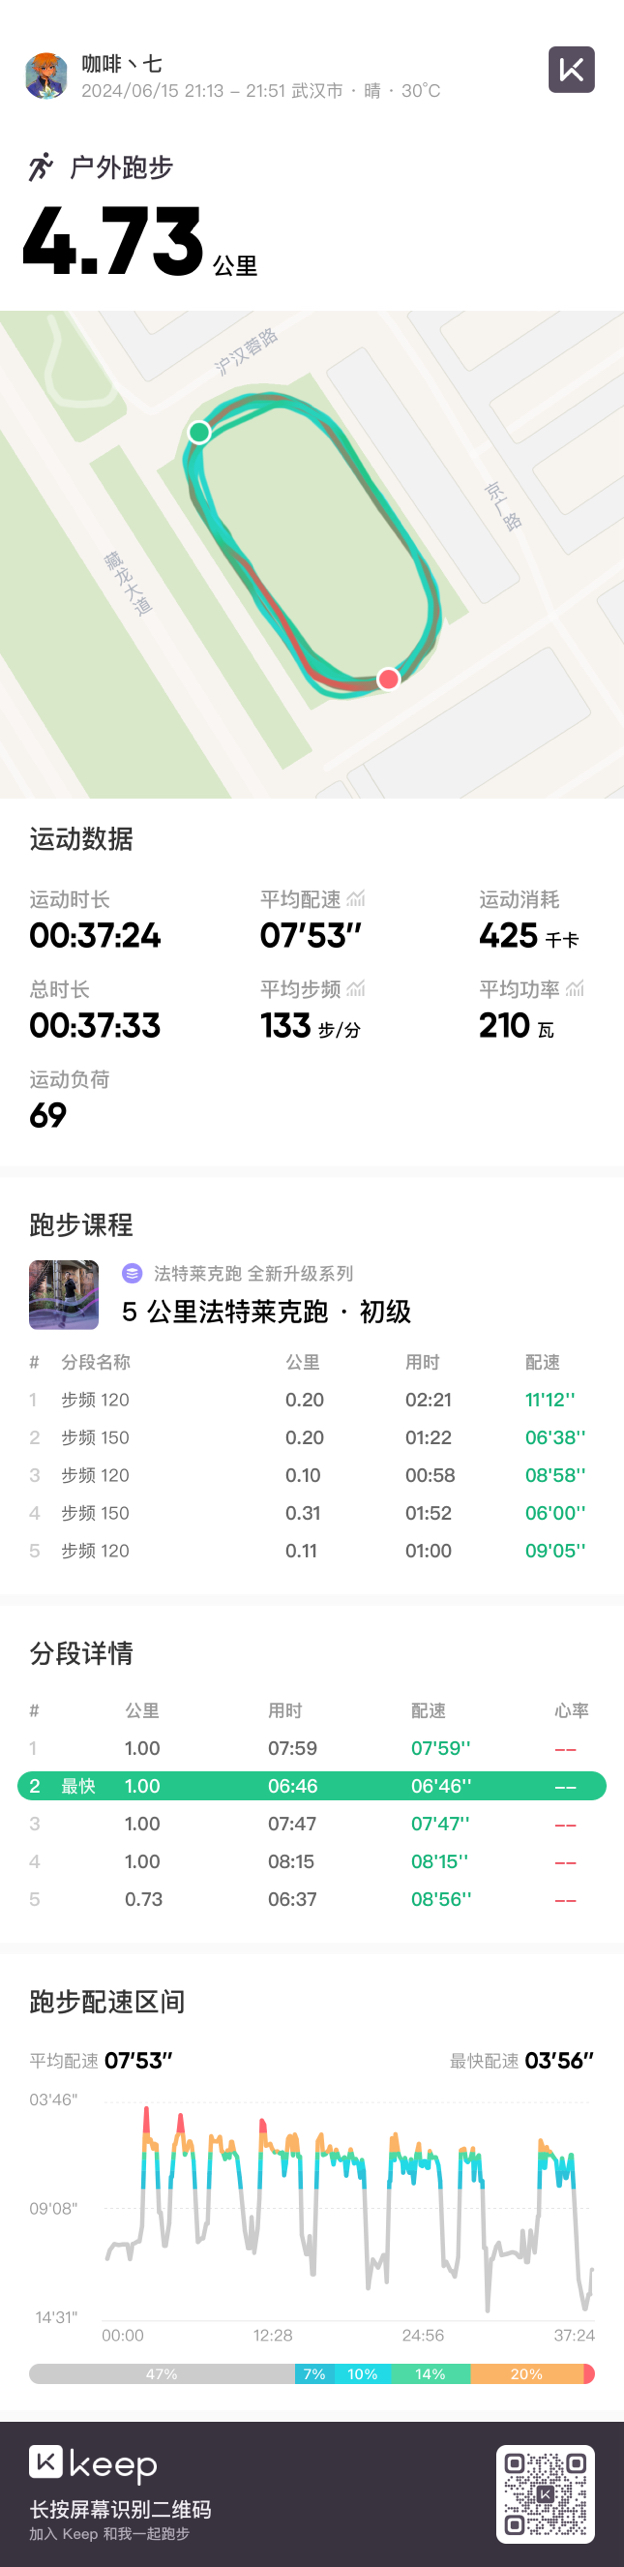 咖啡丶七
2024/06/15 21:13 – 21:51 武汉市 · 晴 · 30°C
户外跑步
4.73 公里
沪汉蓉路
京广路
藏龙大道
运动数据
运动时长 平均配速 运动消耗
00:37:24 07'53" 425 千卡
总时长 平均步频 平均功率
00:37:33 133 步/分 210 瓦
运动负荷
69
跑步课程
法特莱克跑 全新升级系列
5 公里法特莱克跑 · 初级
# 分段名称 公里 用时 配速
1 步频 120 0.20 02:21 11'12''
2 步频 150 0.20 01:22 06'38''
3 步频 120 0.10 00:58 08'58''
4 步频 150 0.31 01:52 06'00''
5 步频 120 0.11 01:00 09'05''
分段详情
# 公里 用时 配速 心率
1 1.00 07:59 07'59'' --
2 最快 1.00 06:46 06'46'' --
3 1.00 07:47 07'47'' --
4 1.00 08:15 08'15'' --
5 0.73 06:37 08'56'' --
跑步配速区间
平均配速 07'53" 最快配速 03'56"
03'46"
09'08"
14'31"
00:00 12:28 24:56 37:24
47% 7% 10% 14% 20%
keep
长按屏幕识别二维码
加入 Keep 和我一起跑步